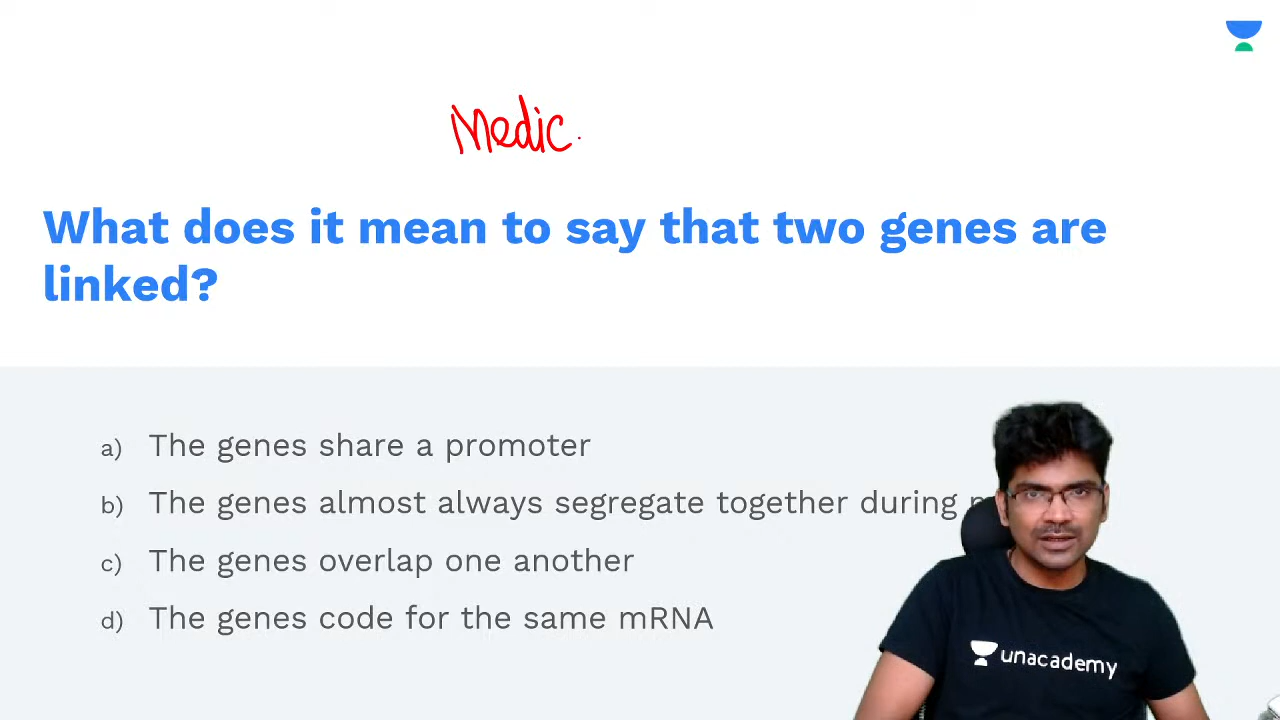 Medic.
What does it mean to say that two genes are
linked?
a) The genes share a promoter
b) The genes almost always segregate together during
c) The genes overlap one another
d) The genes code for the same mRNA
unacademy